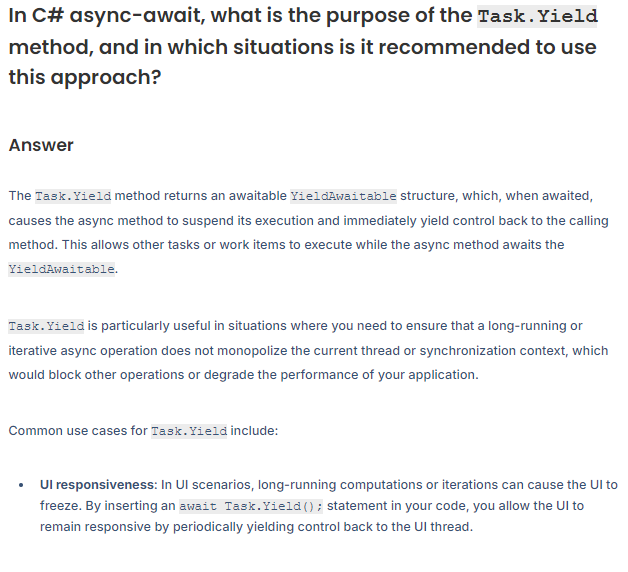 In C# async-await, what is the purpose of the Task.Yield
method, and in which situations is it recommended to use
this approach?
Answer
The Task.Yield method returns an awaitable YieldAwaitable structure, which, when awaited,
causes the async method to suspend its execution and immediately yield control back to the calling
method. This allows other tasks or work items to execute while the async method awaits the
YieldAwaitable.
Task.Yield is particularly useful in situations where you need to ensure that a long-running or
iterative async operation does not monopolize the current thread or synchronization context, which
would block other operations or degrade the performance of your application.
Common use cases for Task.Yield include:
• UI responsiveness: In UI scenarios, long-running computations or iterations can cause the UI to
freeze. By inserting an await Task.Yield(); statement in your code, you allow the UI to
remain responsive by periodically yielding control back to the UI thread.